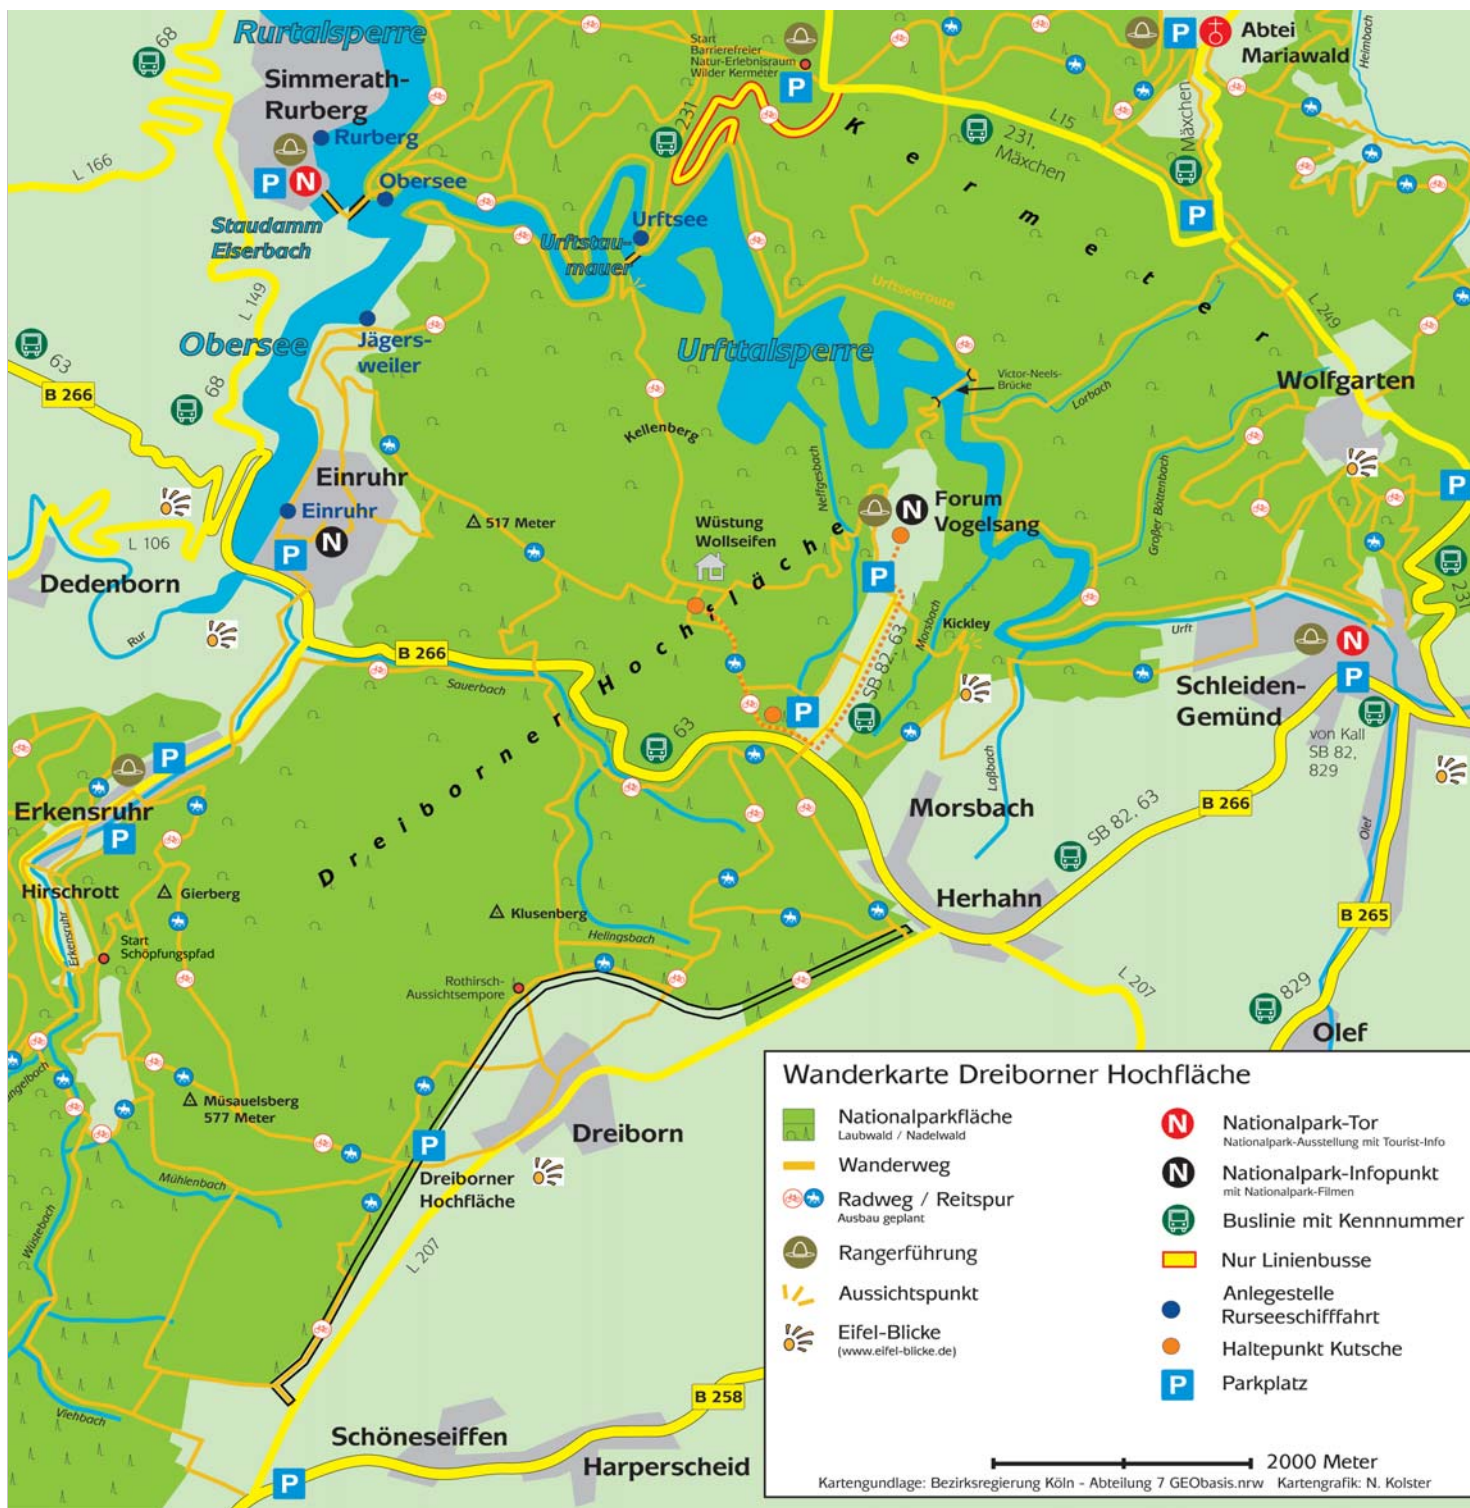 Rurtalsperre
68
Simmerath-
Rurberg
Rurberg
P
N
Obersee
L 166
Staudamm
Eiserbach
L 149
Start
Barrierefreier
Natur-Erlebnisraum
Wilder Kermeter
P
231
Kermeter
L15
231,
Mäxchen
P
Abtei
Mariawald
Mäxchen
Heimbach
P
Urftsee
Urftstau-
mauer
Urftseeroute
L 249
63
B 266
68
Obersee
Jägers-
weiler
Urfttalsperre
Victor-Neels-
Brücke
Lorbach
Wolfgarten
Kellenberg
Neffgesbach
Großer Böttenbach
P
Einruhr
Einruhr
P
N
517 Meter
Wüstung
Wollseifen
N
Forum
Vogelsang
P
L 106
Dedenborn
Rur
231
B 266
Sauerbach
Dreiborner Hochfläche
Morsbach
Kickley
SB 82, 63
P
63
Urft
N
P
Schleiden-
Gemünd
von Kall
SB 82,
829
Laßbach
Morsbach
SB 82, 63
B 266
Olef
P
Erkensruhr
P
Hirschrott
Gierberg
Erkensruhr
Start
Schöpfungspfad
Klusenberg
Helingsbach
Herhahn
B 265
Rothirsch-
Aussichtsempore
L 207
829
Olef
ngelbach
Müsauelsberg
577 Meter
Dreiborn
P
Dreiborner
Hochfläche
Mühlenbach
Wüstebach
L 207
Viehbach
B 258
Schöneseiffen
Harperscheid
P
Wanderkarte Dreiborner Hochfläche
Nationalparkfläche
Laubwald / Nadelwald
Wanderweg
Radweg / Reitspur
Ausbau geplant
Rangerführung
Aussichtspunkt
Eifel-Blicke
(www.eifel-blicke.de)
N
Nationalpark-Tor
Nationalpark-Ausstellung mit Tourist-Info
N
Nationalpark-Infopunkt
mit Nationalpark-Filmen
Buslinie mit Kennnummer
Nur Linienbusse
Anlegestelle
Rurseeschifffahrt
Haltepunkt Kutsche
P
Parkplatz
2000 Meter
Kartengundlage: Bezirksregierung Köln - Abteilung 7 GEObasis.nrw Kartengrafik: N. Kolster